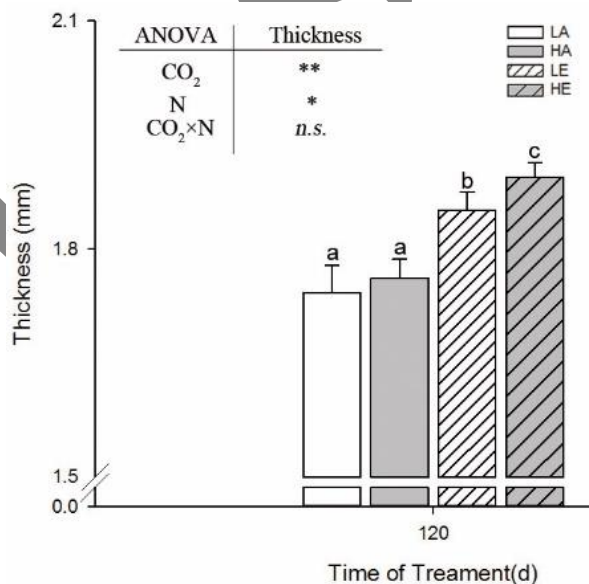 2.1
ANOVA Thickness
CO₂ **
N *
CO₂×N n.s.
LA
HA
LE
HE
Thickness (mm)
1.8
1.5
0.0
a
a
b
c
120
Time of Treament(d)